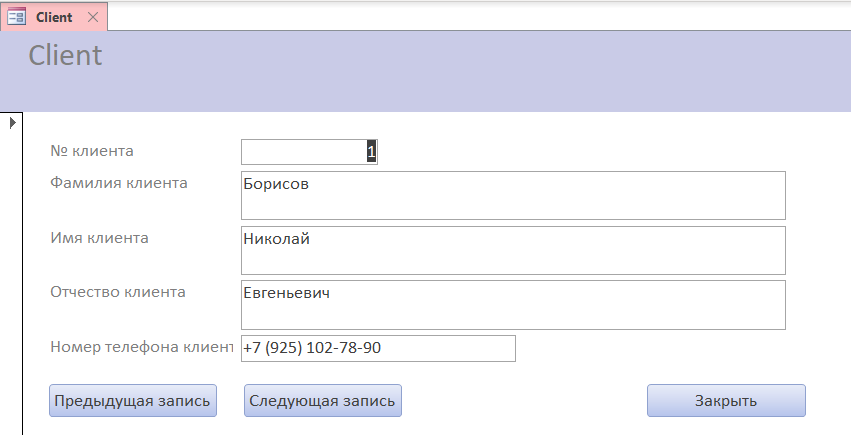 Client
Client
№ клиента 1
Фамилия клиента Борисов
Имя клиента Николай
Отчество клиента Евгеньевич
Номер телефона клиент +7 (925) 102-78-90
Предыдущая запись Следующая запись Закрыть